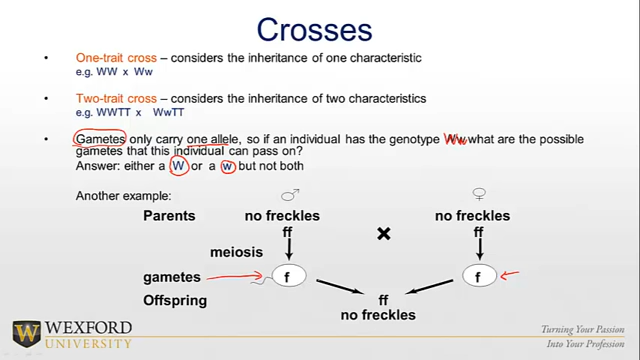 Crosses
• One-trait cross – considers the inheritance of one characteristic
e.g. WW x Ww
• Two-trait cross – considers the inheritance of two characteristics
e.g. WWTT x WwTT
• Gametes only carry one allele, so if an individual has the genotype Ww what are the possible
gametes that this individual can pass on?
Answer: either a W or a w but not both
Another example: ♂ ♀
Parents no freckles no freckles
ff × ff
meiosis
gametes f f
Offspring ff
no freckles
W WEXFORD
UNIVERSITY
Turning Your Passion
Into Your Profession